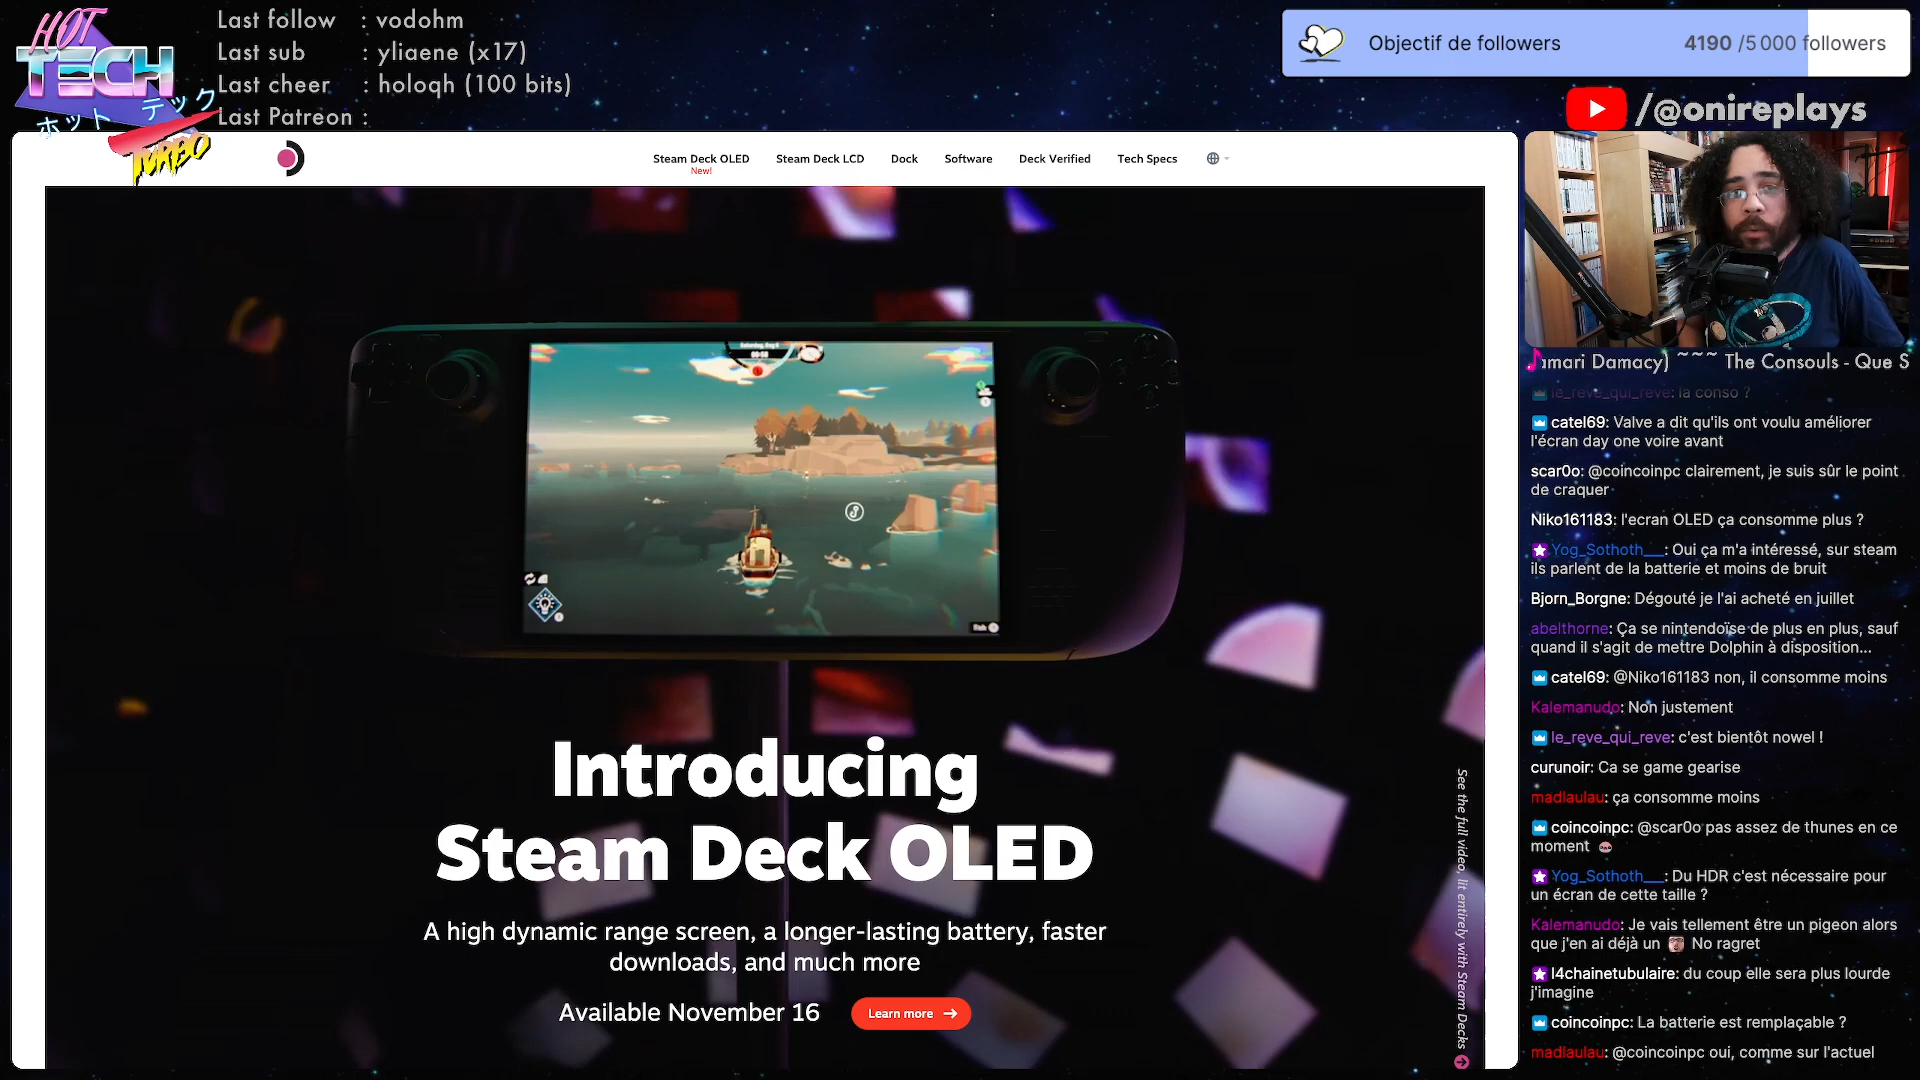 HOT
TECH
ホット テック
TURBO
Last follow : vodohm
Last sub : yliaene (x17)
Last cheer : holoqh (100 bits)
Last Patreon :
Objectif de followers 4190 /5 000 followers
/@onireplays
Steam Deck OLED Steam Deck LCD Dock Software Deck Verified Tech Specs
New!
Introducing
Steam Deck OLED
A high dynamic range screen, a longer-lasting battery, faster
downloads, and much more
Available November 16 Learn more →
See the full video, lit entirely with Steam Decks
amari Damacy) ~~~ The Consouls - Que S
le_reve_qui_reve: la conso ?
catel69: Valve a dit qu'ils ont voulu améliorer
l'écran day one voire avant
scar0o: @coincoinpc clairement, je suis sûr le point
de craquer
Niko161183: l'ecran OLED ça consomme plus ?
Yog_Sothoth__: Oui ça m'a intéressé, sur steam
ils parlent de la batterie et moins de bruit
Bjorn_Borgne: Dégouté je l'ai acheté en juillet
abelthorne: Ça se nintendoïse de plus en plus, sauf
quand il s'agit de mettre Dolphin à disposition...
catel69: @Niko161183 non, il consomme moins
Kalemanudo: Non justement
le_reve_qui_reve: c'est bientôt nowel !
curunoir: Ca se game gearise
madlaulau: ça consomme moins
coincoinpc: @scar0o pas assez de thunes en ce
moment
Yog_Sothoth__: Du HDR c'est nécessaire pour
un écran de cette taille ?
Kalemanudo: Je vais tellement être un pigeon alors
que j'en ai déjà un No ragret
l4chainetubulaire: du coup elle sera plus lourde
j'imagine
coincoinpc: La batterie est remplaçable ?
madlaulau: @coincoinpc oui, comme sur l'actuel